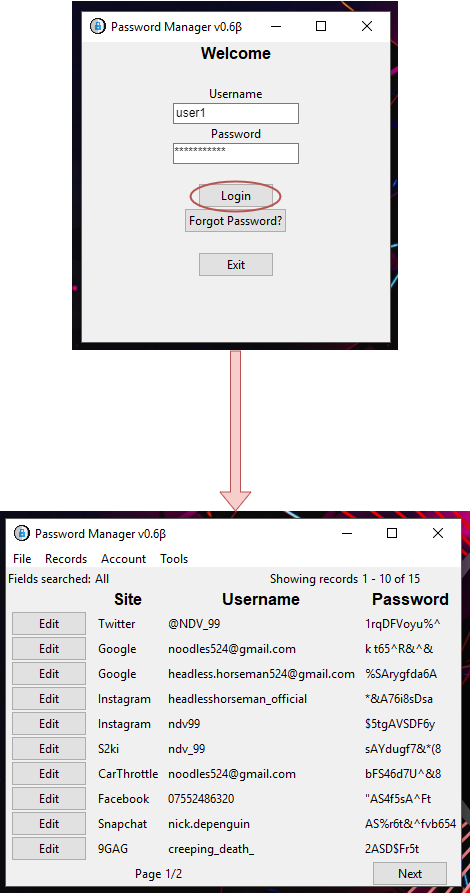 Password Manager v0.6β
Welcome
Username
user1
Password
***********
Login
Forgot Password?
Exit
Password Manager v0.6β
File Records Account Tools
Fields searched: All Showing records 1 - 10 of 15
Site Username Password
Edit Twitter @NDV_99 1rqDFVoyu%^
Edit Google noodles524@gmail.com k t65^R&^&
Edit Google headless.horseman524@gmail.com %SArygfda6A
Edit Instagram headlesshorseman_official *&A76i8sDsa
Edit Instagram ndv99 $5tgAVSDF6y
Edit S2ki ndv_99 sAYdugf7&*(8
Edit CarThrottle noodles524@gmail.com bFS46d7U^&8
Edit Facebook 07552486320 "AS4f5sA^Ft
Edit Snapchat nick.depenguin AS%r6t&^fvb654
Edit 9GAG creeping_death_ 2ASD$Fr5t
Page 1/2 Next